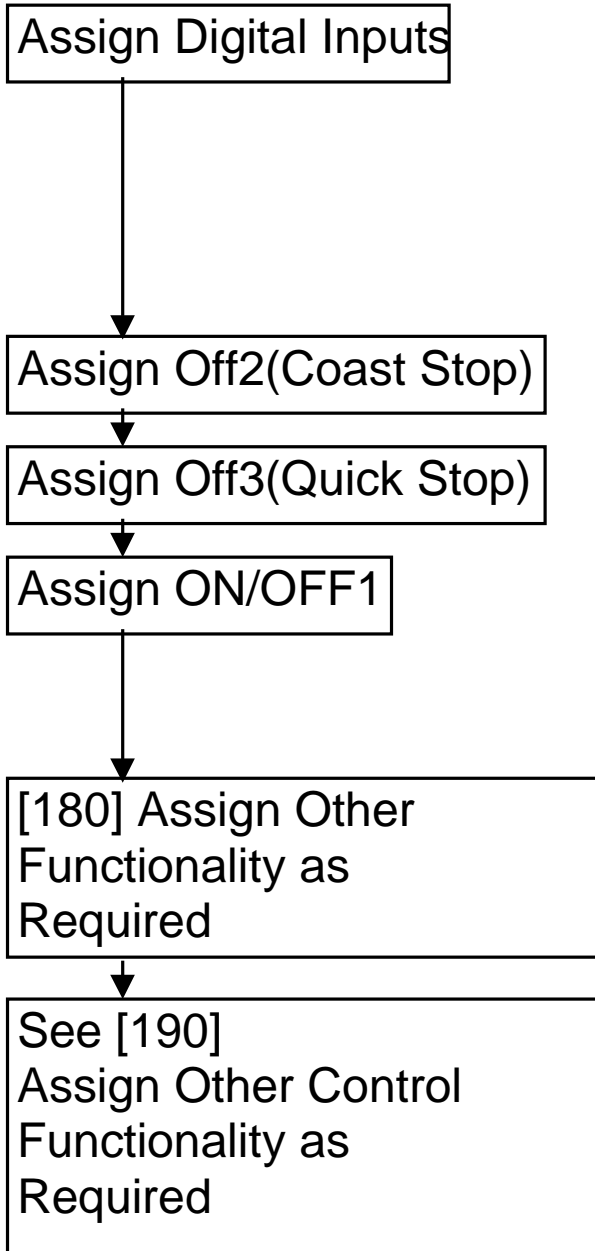 Assign Digital Inputs
Assign Off2(Coast Stop)
Assign Off3(Quick Stop)
Assign ON/OFF1
[180] Assign Other
Functionality as
Required
See [190]
Assign Other Control
Functionality as
Required